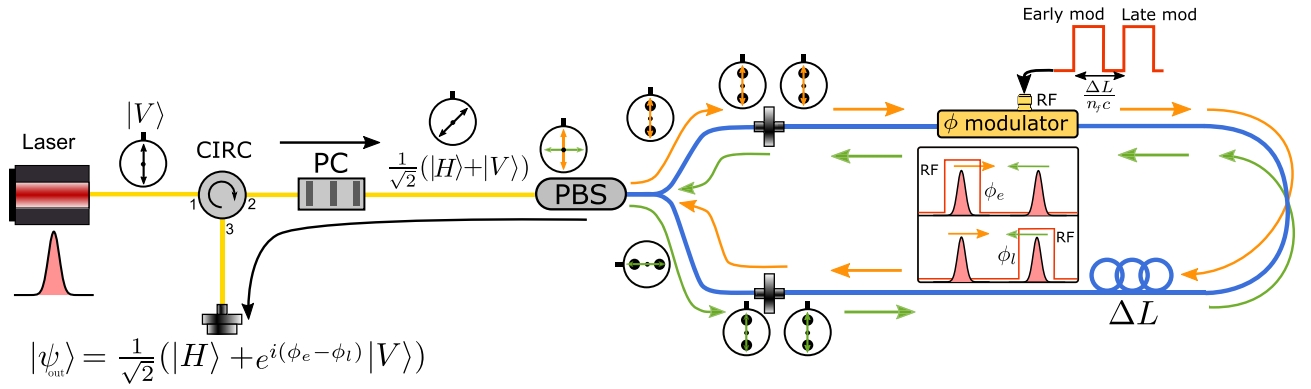 Early mod Late mod
ΔL/n_f c
RF
ϕ modulator
Laser
|V⟩
CIRC
1 2 3
PC
1/√2(|H⟩+|V⟩)
PBS
RF ϕ_e
ϕ_l RF
ΔL
|ψ_out⟩ = 1/√2(|H⟩ + e^{i(ϕ_e−ϕ_l)}|V⟩)